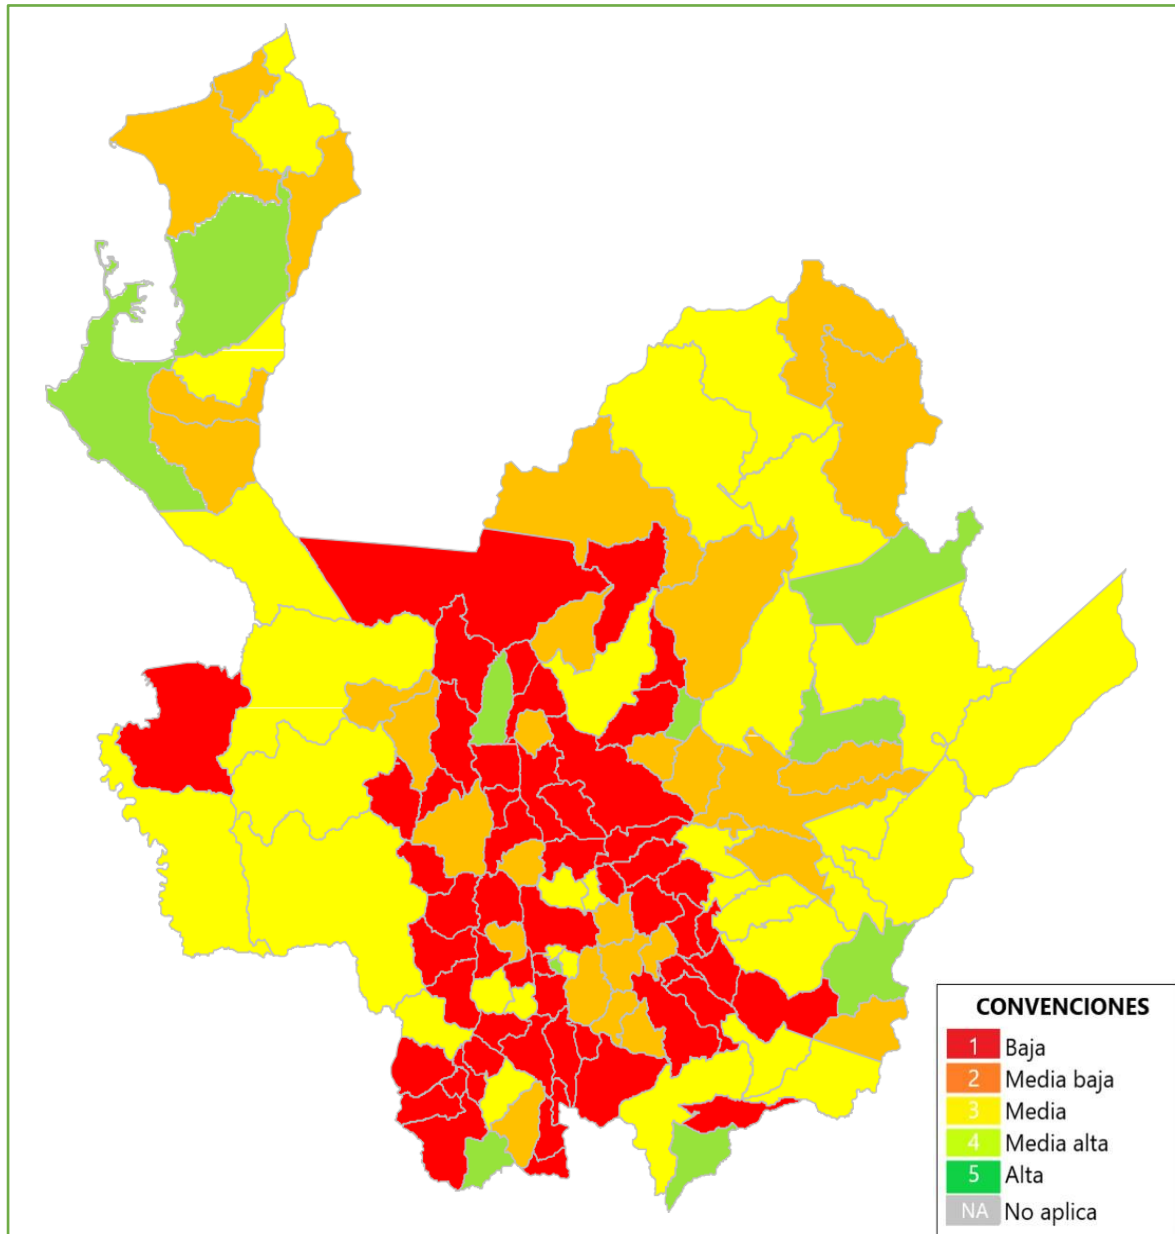 CONVENCIONES
1 Baja
2 Media baja
3 Media
4 Media alta
5 Alta
NA No aplica